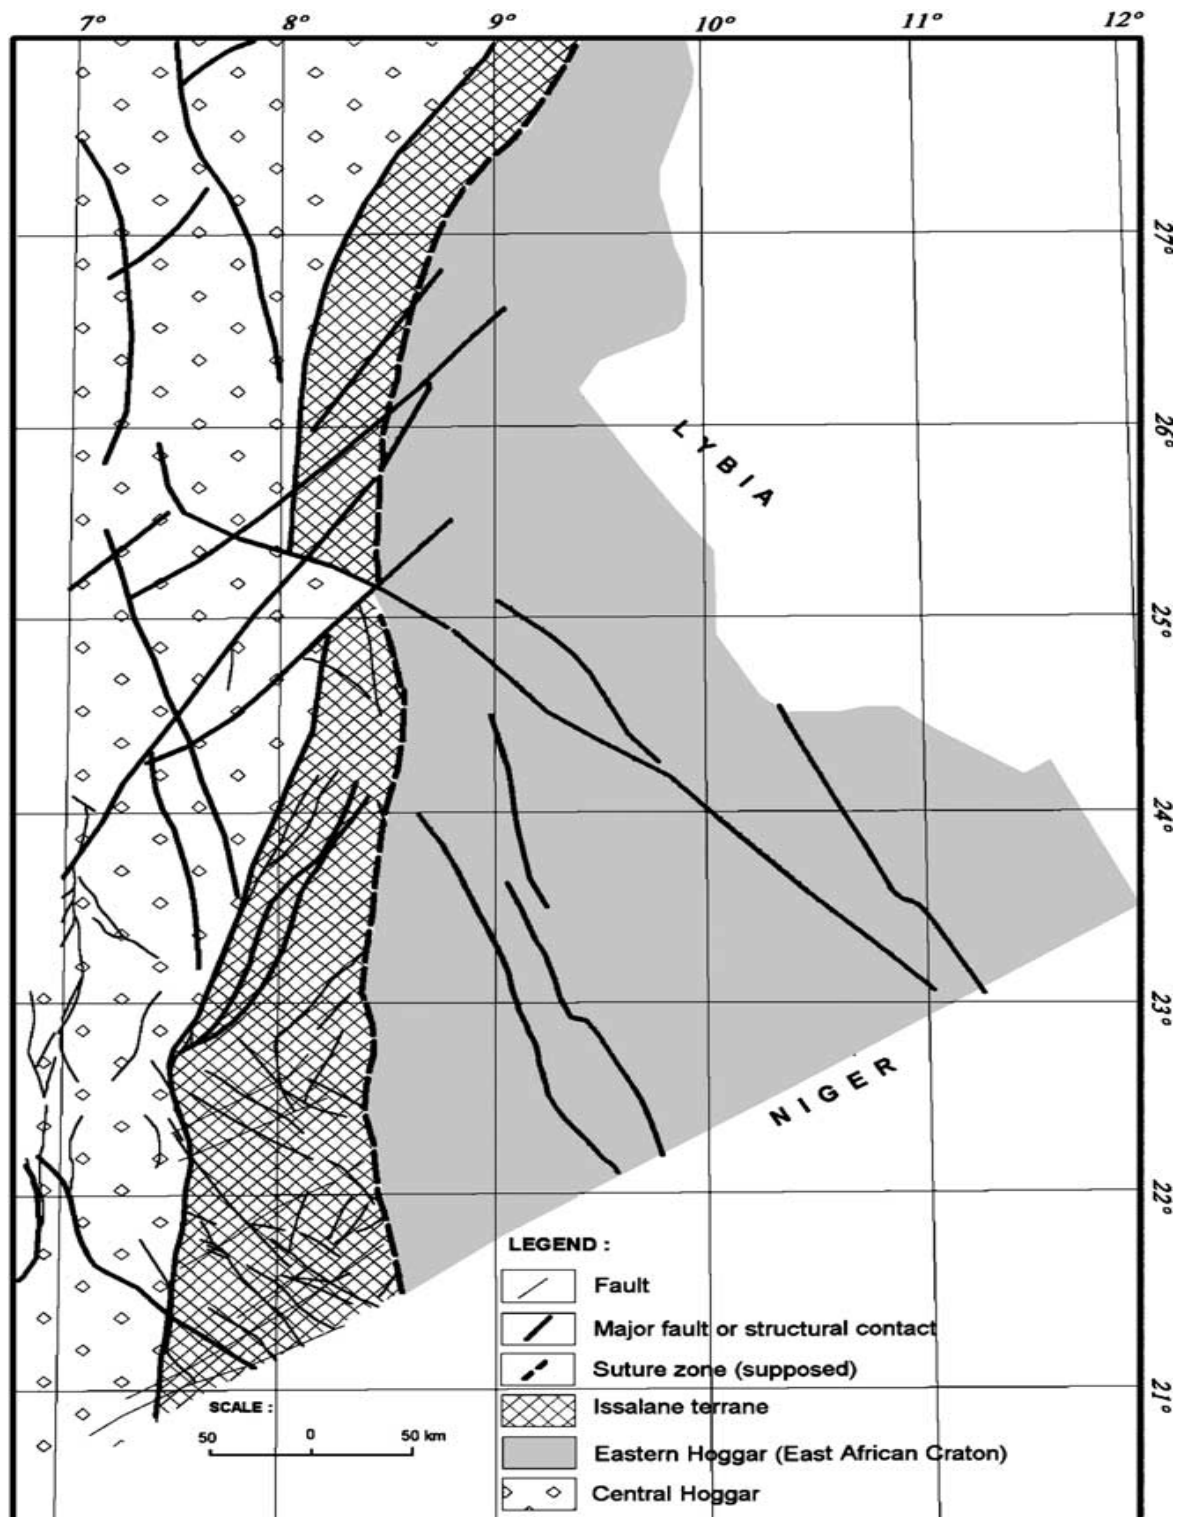 7° 8° 9° 10° 11° 12°
27°
26°
LYBIA
25°
24°
23°
NIGER
22°
LEGEND :
Fault
Major fault or structural contact
Suture zone (supposed)
21°
Issalane terrane
SCALE :
50 0 50 km
Eastern Hoggar (East African Craton)
Central Hoggar